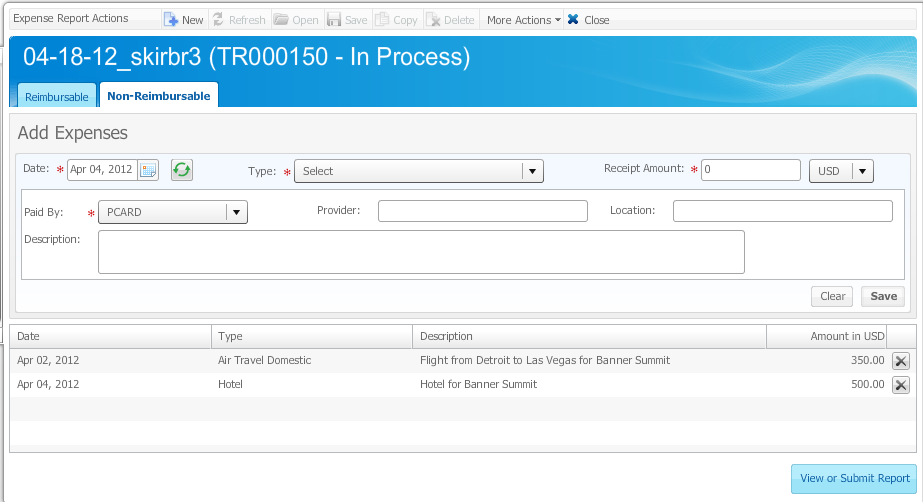 Expense Report Actions New Refresh Open Save Copy Delete More Actions Close
04-18-12_skirbr3 (TR000150 - In Process)
Reimbursable Non-Reimbursable
Add Expenses
Date: * Apr 04, 2012 Type: * Select Receipt Amount: * 0 USD
Paid By: * PCARD Provider: Location:
Description:
Clear Save
Date Type Description Amount in USD
Apr 02, 2012 Air Travel Domestic Flight from Detroit to Las Vegas for Banner Summit 350.00
Apr 04, 2012 Hotel Hotel for Banner Summit 500.00
View or Submit Report